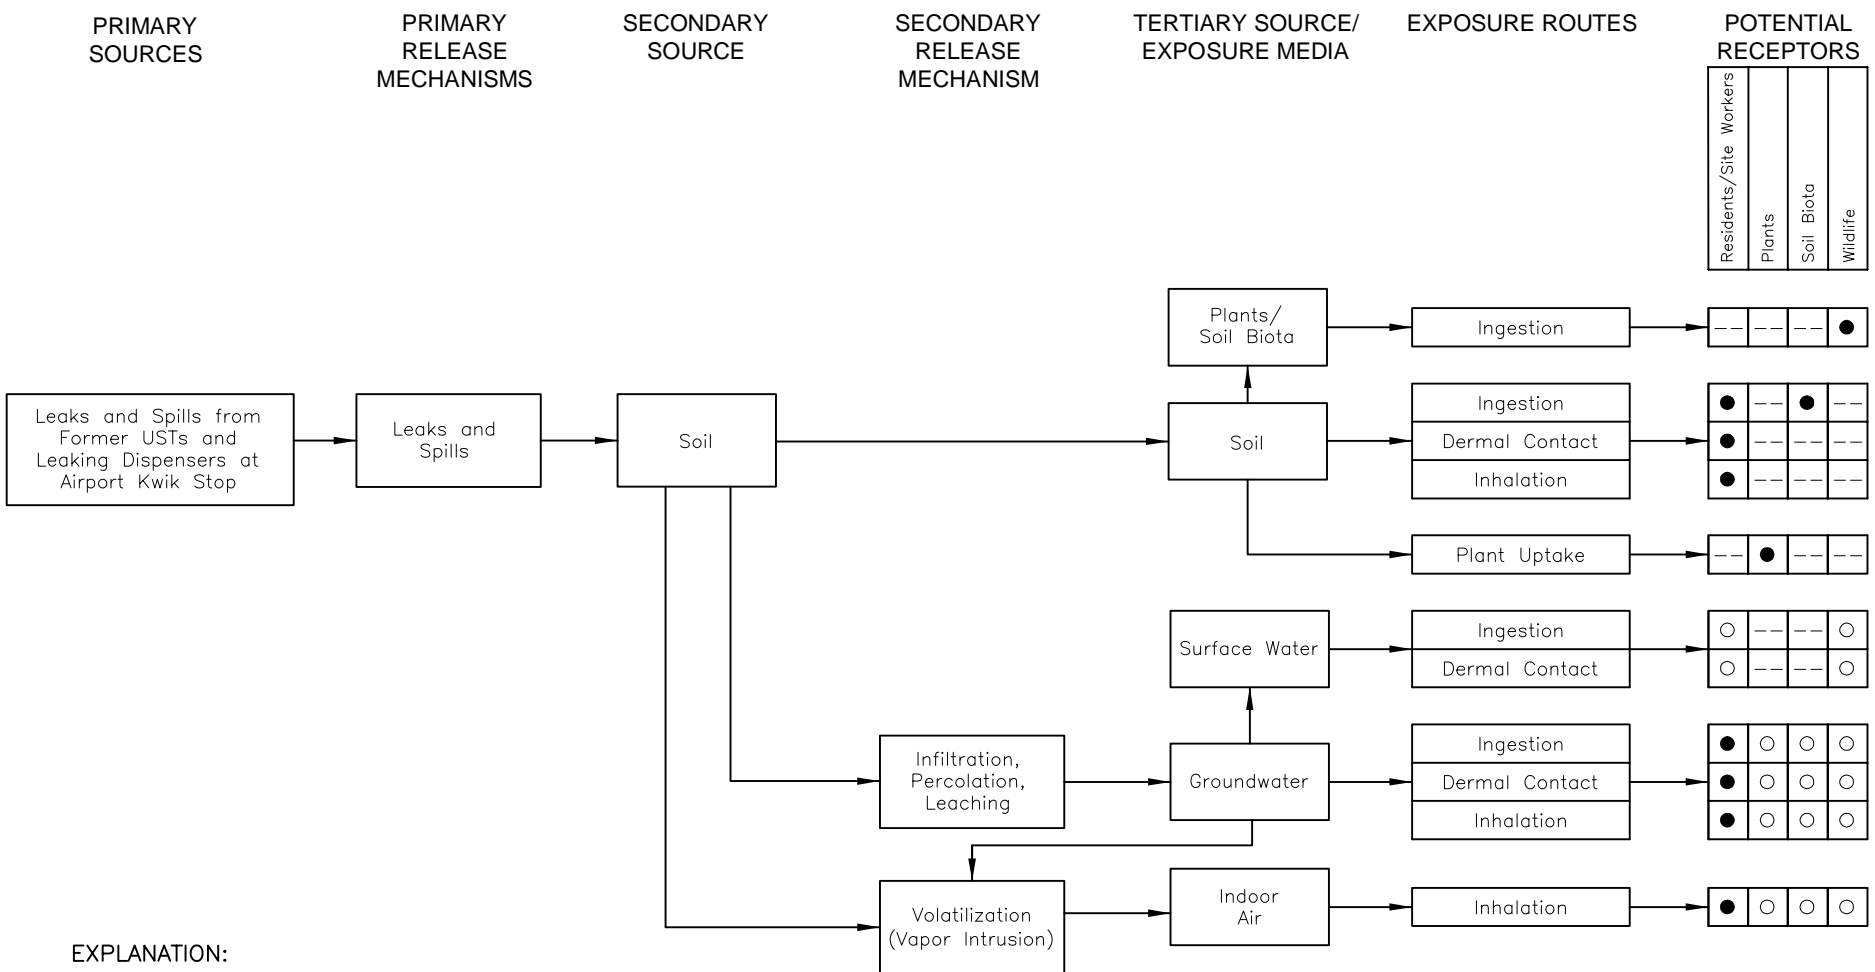 PRIMARY
SOURCES
PRIMARY
RELEASE
MECHANISMS
SECONDARY
SOURCE
SECONDARY
RELEASE
MECHANISM
TERTIARY SOURCE/
EXPOSURE MEDIA
EXPOSURE ROUTES
POTENTIAL
RECEPTORS
Residents/Site Workers
Plants
Soil Biota
Wildlife
Plants/
Soil Biota
Ingestion
-- -- -- ●
Leaks and Spills from
Former USTs and
Leaking Dispensers at
Airport Kwik Stop
Leaks and
Spills
Soil
Soil
Ingestion
● -- ● --
Dermal Contact
● -- -- --
Inhalation
● -- -- --
Plant Uptake
-- ● -- --
Surface Water
Ingestion
○ -- -- ○
Dermal Contact
○ -- -- ○
Infiltration,
Percolation,
Leaching
Groundwater
Ingestion
● ○ ○ ○
Dermal Contact
● ○ ○ ○
Inhalation
● ○ ○ ○
Volatilization
(Vapor Intrusion)
Indoor
Air
Inhalation
● ○ ○ ○
EXPLANATION: